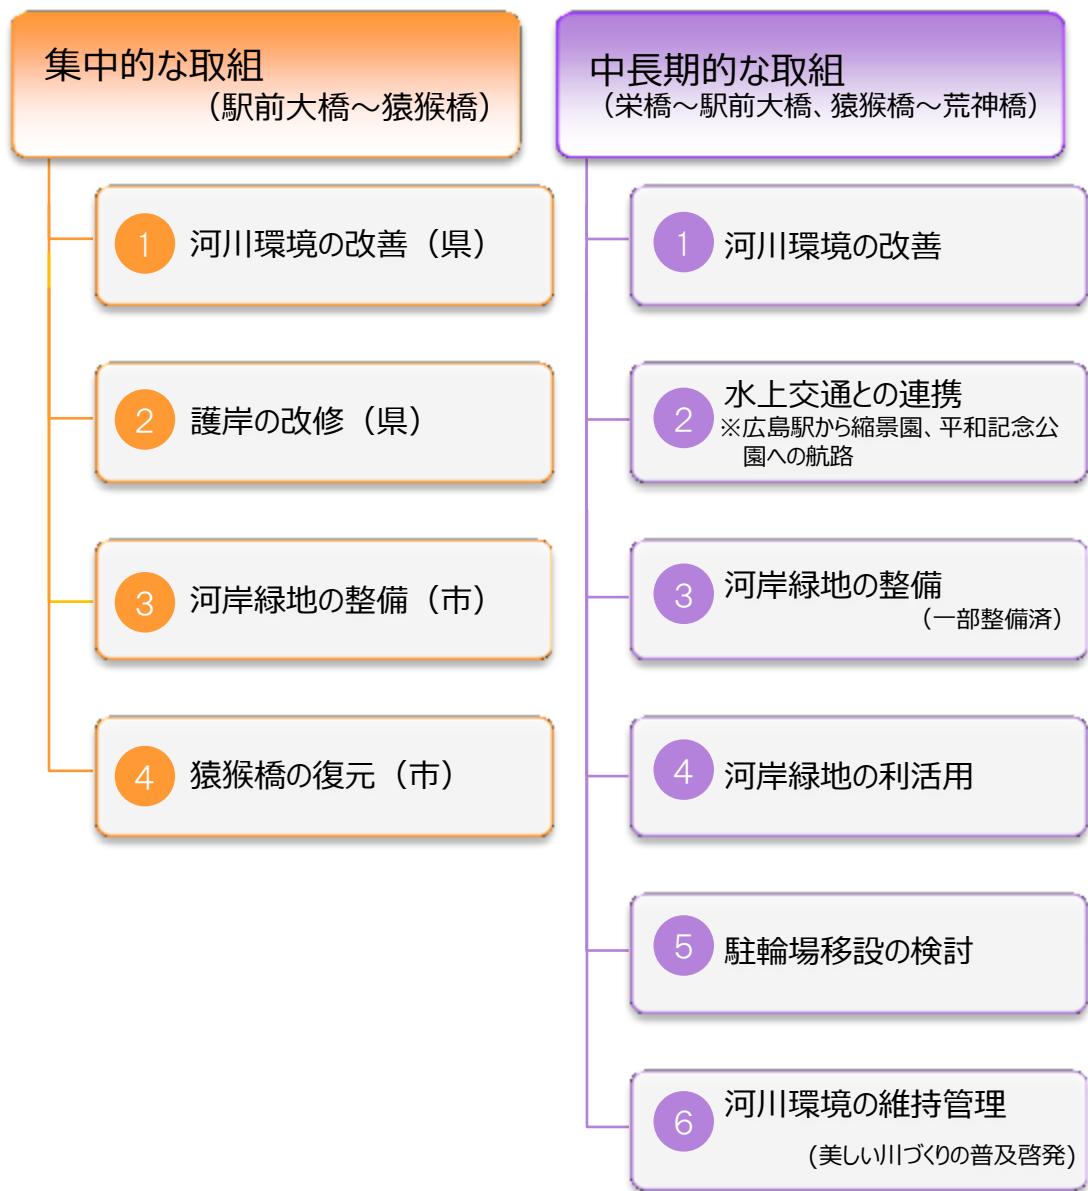 集中的な取組
（駅前大橋～猿猴橋）
1 河川環境の改善（県）
2 護岸の改修（県）
3 河岸緑地の整備（市）
4 猿猴橋の復元（市）
中長期的な取組
（栄橋～駅前大橋、猿猴橋～荒神橋）
1 河川環境の改善
2 水上交通との連携
※広島駅から縮景園、平和記念公
園への航路
3 河岸緑地の整備
（一部整備済）
4 河岸緑地の利活用
5 駐輪場移設の検討
6 河川環境の維持管理
(美しい川づくりの普及啓発)